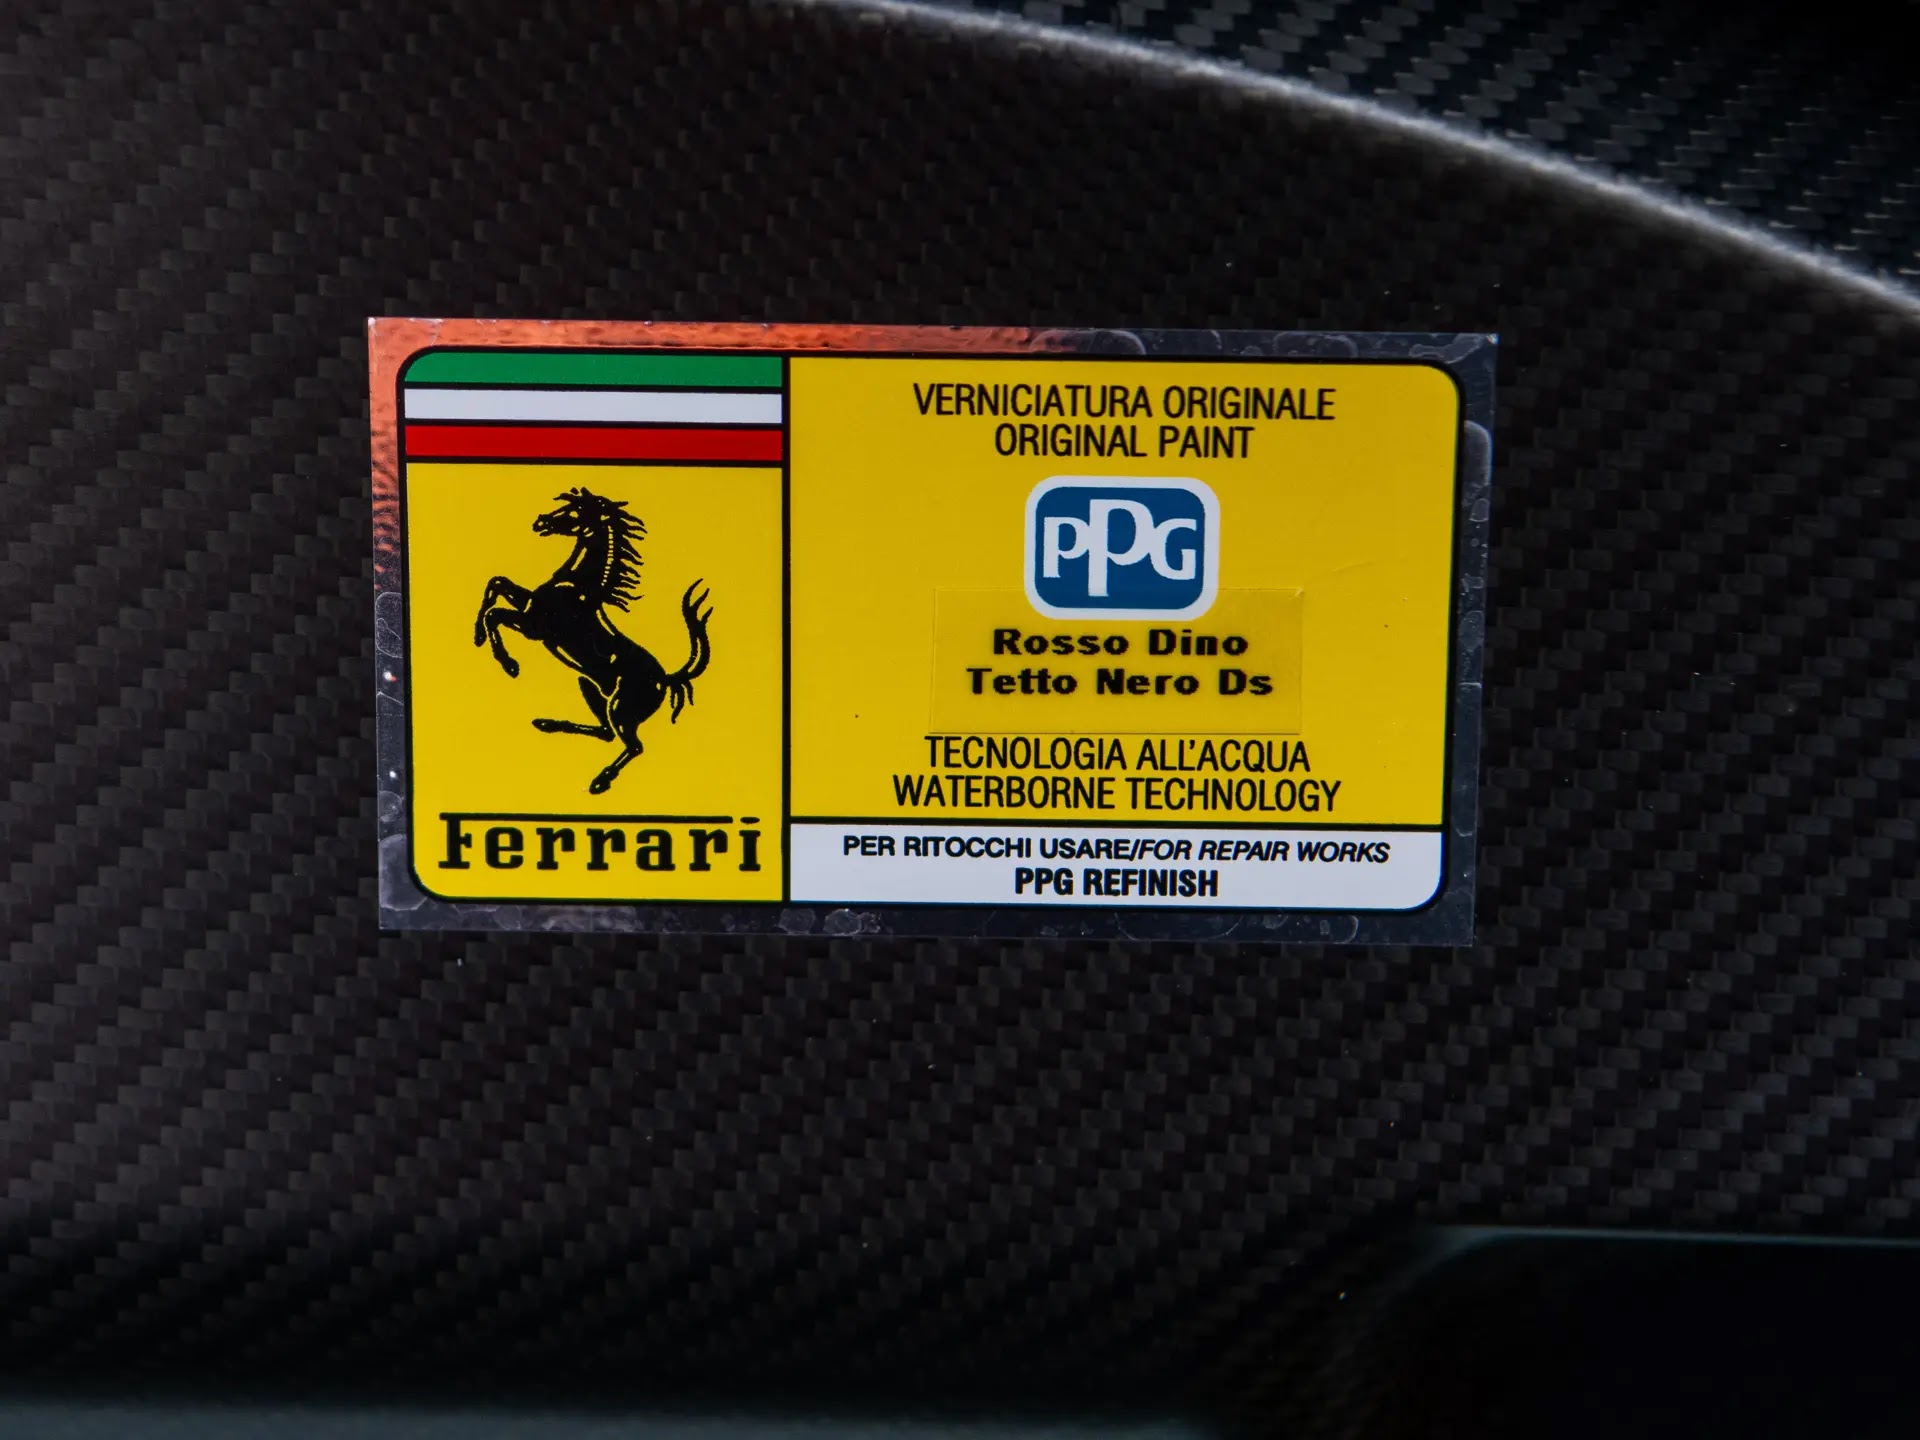 Ferrari
VERNICIATURA ORIGINALE
ORIGINAL PAINT
PPG
Rosso Dino
Tetto Nero Ds
TECNOLOGIA ALL'ACQUA
WATERBORNE TECHNOLOGY
PER RITOCCHI USARE/FOR REPAIR WORKS
PPG REFINISH